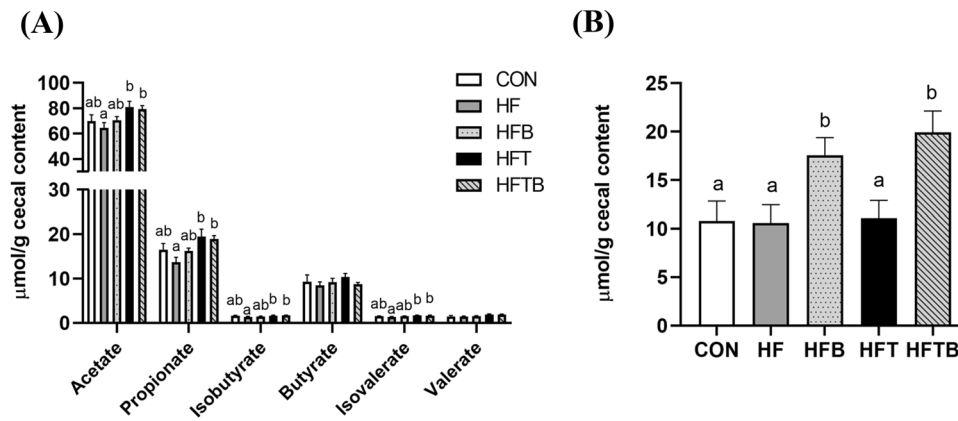 (A)
μmol/g cecal content
100
80
60
40
30
20
10
0
ab a ab b b
ab a ab b b
ab a ab b b
ab a ab b b
Acetate
Propionate
Isobutyrate
Butyrate
Isovalerate
Valerate
CON
HF
HFB
HFT
HFTB
(B)
μmol/g cecal content
25
20
15
10
5
0
a a b a b
CON HF HFB HFT HFTB